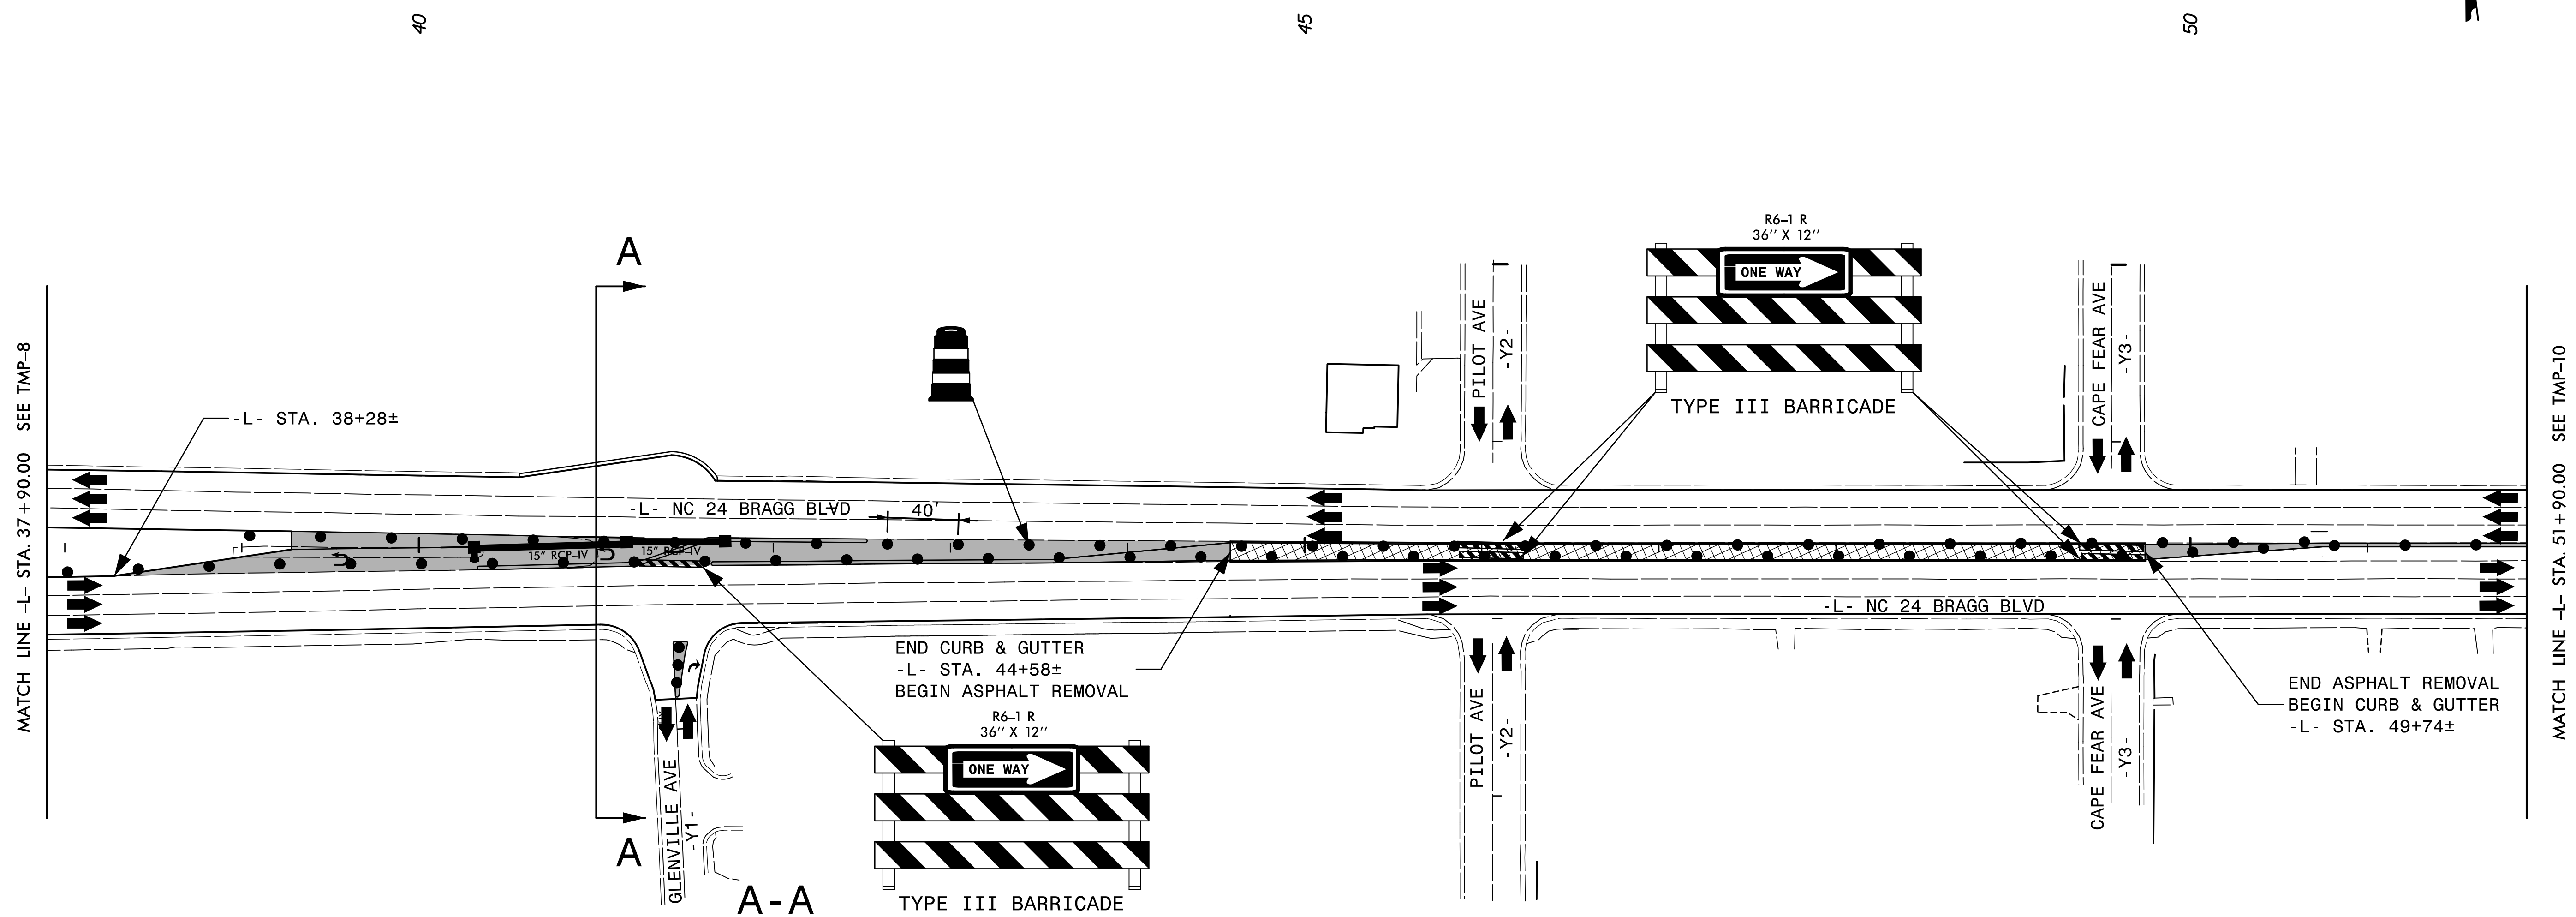 40
45
50
A
R6-1 R
36'' X 12''
ONE WAY
TYPE III BARRICADE
PILOT AVE
-Y2-
CAPE FEAR AVE
-Y3-
MATCH LINE -L- STA. 37+90.00 SEE TMP-8
MATCH LINE -L- STA. 51+90.00 SEE TMP-10
-L- STA. 38+28±
-L- NC 24 BRAGG BLVD
40'
15" RCP-IV
15" RCP-IV
-L- NC 24 BRAGG BLVD
END CURB & GUTTER
-L- STA. 44+58±
BEGIN ASPHALT REMOVAL
END ASPHALT REMOVAL
BEGIN CURB & GUTTER
-L- STA. 49+74±
GLENVILLE AVE
-Y1-
PILOT AVE
-Y2-
CAPE FEAR AVE
-Y3-
R6-1 R
36'' X 12''
ONE WAY
TYPE III BARRICADE
A
A-A